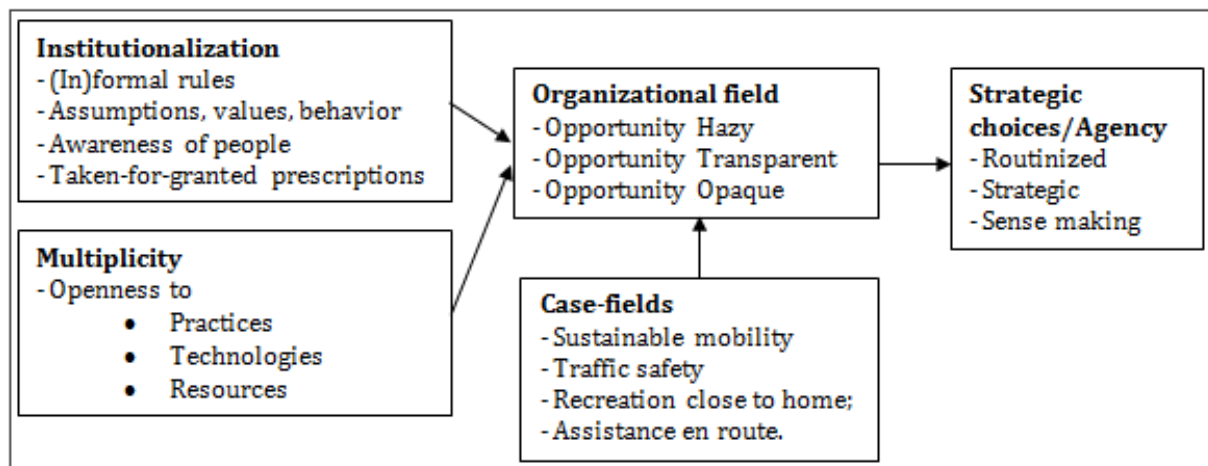 Institutionalization
- (In)formal rules
- Assumptions, values, behavior
- Awareness of people
- Taken-for-granted prescriptions
Multiplicity
- Openness to
• Practices
• Technologies
• Resources
Organizational field
- Opportunity Hazy
- Opportunity Transparent
- Opportunity Opaque
Case-fields
- Sustainable mobility
- Traffic safety
- Recreation close to home;
- Assistance en route.
Strategic
choices/Agency
- Routinized
- Strategic
- Sense making